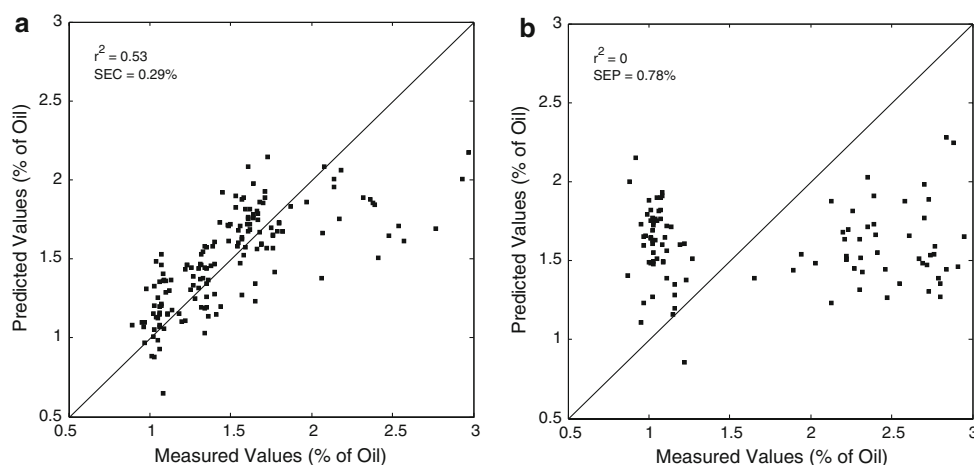 a
r² = 0.53
SEC = 0.29%
Predicted Values (% of Oil)
3
2.5
2
1.5
1
0.5
0.5 1 1.5 2 2.5 3
Measured Values (% of Oil)
b
r² = 0
SEP = 0.78%
Predicted Values (% of Oil)
3
2.5
2
1.5
1
0.5
0.5 1 1.5 2 2.5 3
Measured Values (% of Oil)